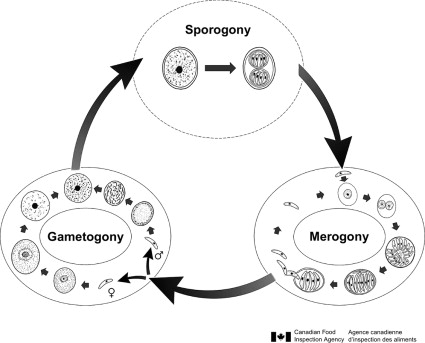 Sporogony
Gametogony
Merogony
♂
♀
Canadian Food
Inspection Agency
Agence canadienne
d'inspection des aliments